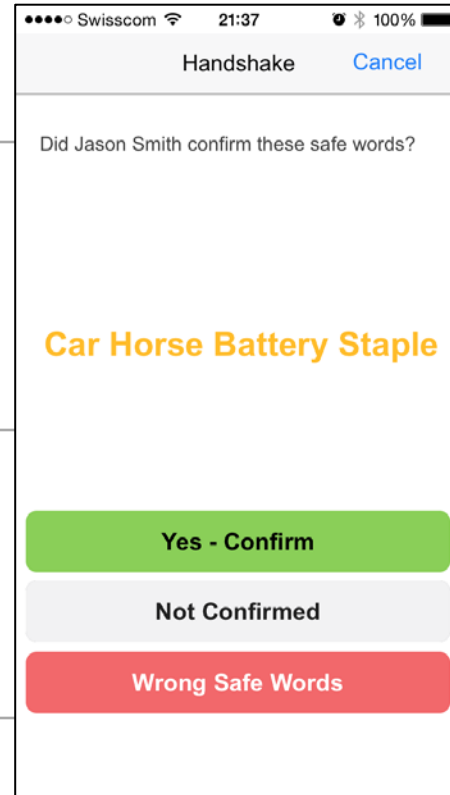 Swisscom 21:37 100%
Handshake Cancel
Did Jason Smith confirm these safe words?
Car Horse Battery Staple
Yes - Confirm
Not Confirmed
Wrong Safe Words